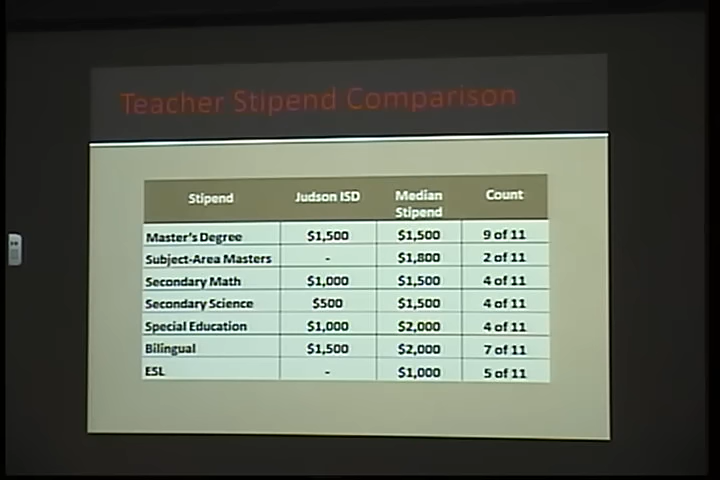 Teacher Stipend Comparison
Stipend Judson ISD Median Stipend Count
Master's Degree $1,500 $1,500 9 of 11
Subject-Area Masters - $1,800 2 of 11
Secondary Math $1,000 $1,500 4 of 11
Secondary Science $500 $1,500 4 of 11
Special Education $1,000 $2,000 4 of 11
Bilingual $1,500 $2,000 7 of 11
ESL - $1,000 5 of 11